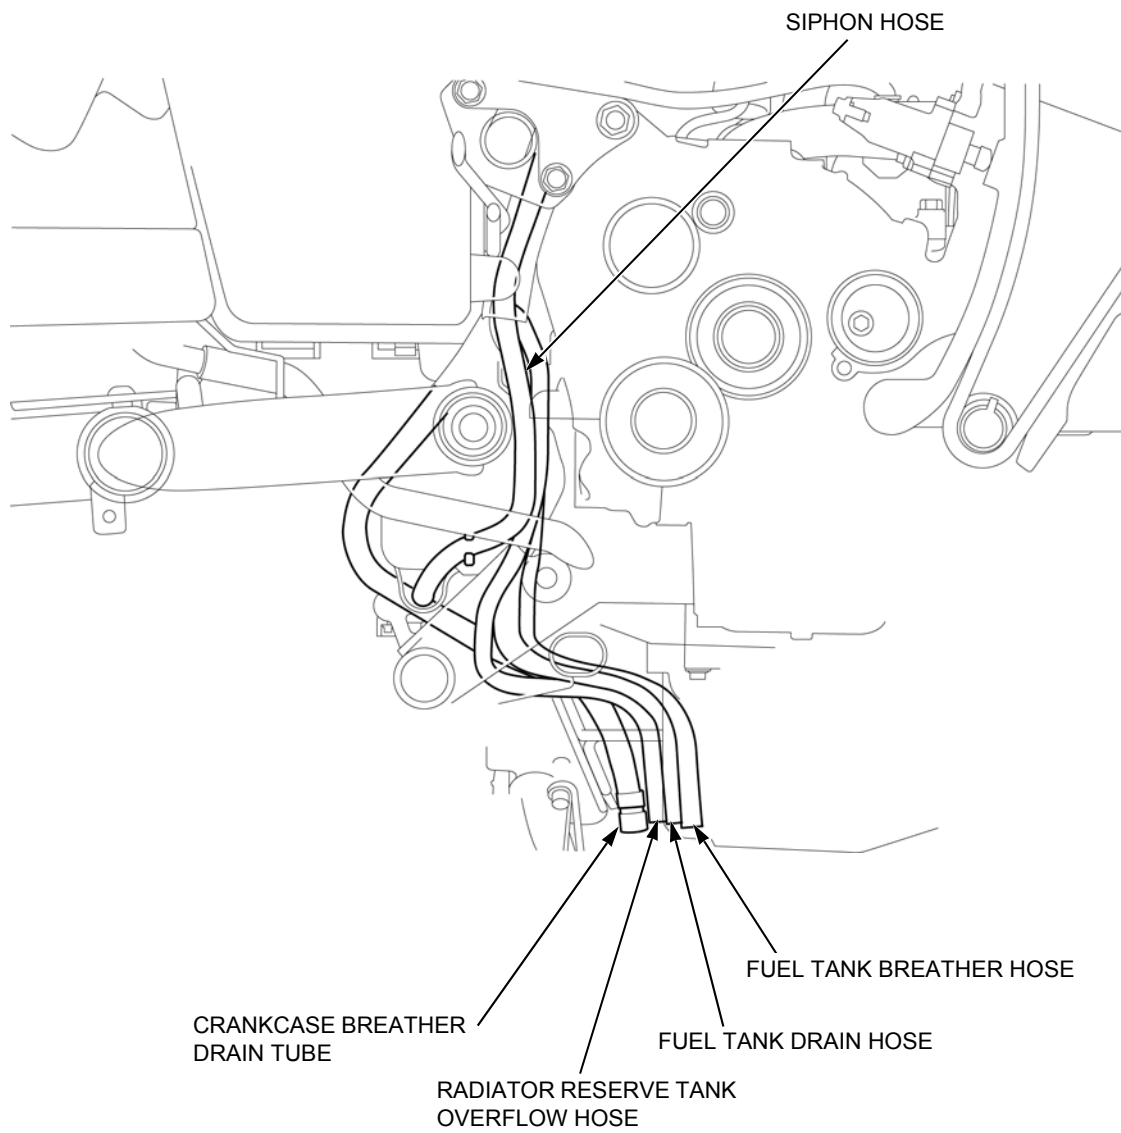 SIPHON HOSE
FUEL TANK BREATHER HOSE
CRANKCASE BREATHER
DRAIN TUBE
FUEL TANK DRAIN HOSE
RADIATOR RESERVE TANK
OVERFLOW HOSE